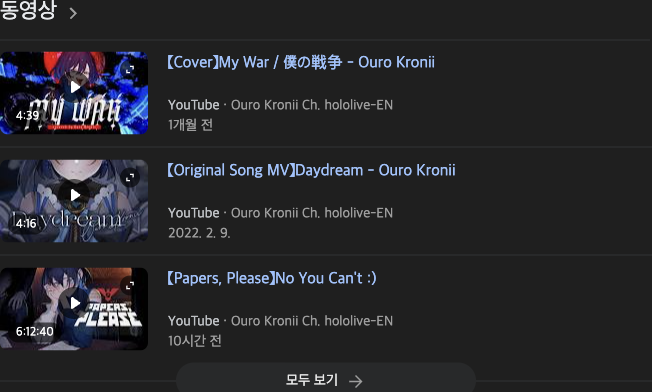 동영상
【Cover】My War / 僕の戦争 - Ouro Kronii
YouTube · Ouro Kronii Ch. hololive-EN
1개월 전
MY WAR
4:39
【Original Song MV】Daydream - Ouro Kronii
YouTube · Ouro Kronii Ch. hololive-EN
2022. 2. 9.
Daydream
4:16
【Papers, Please】No You Can't :)
YouTube · Ouro Kronii Ch. hololive-EN
10시간 전
PAPERS,
PLEASE
6:12:40
모두 보기